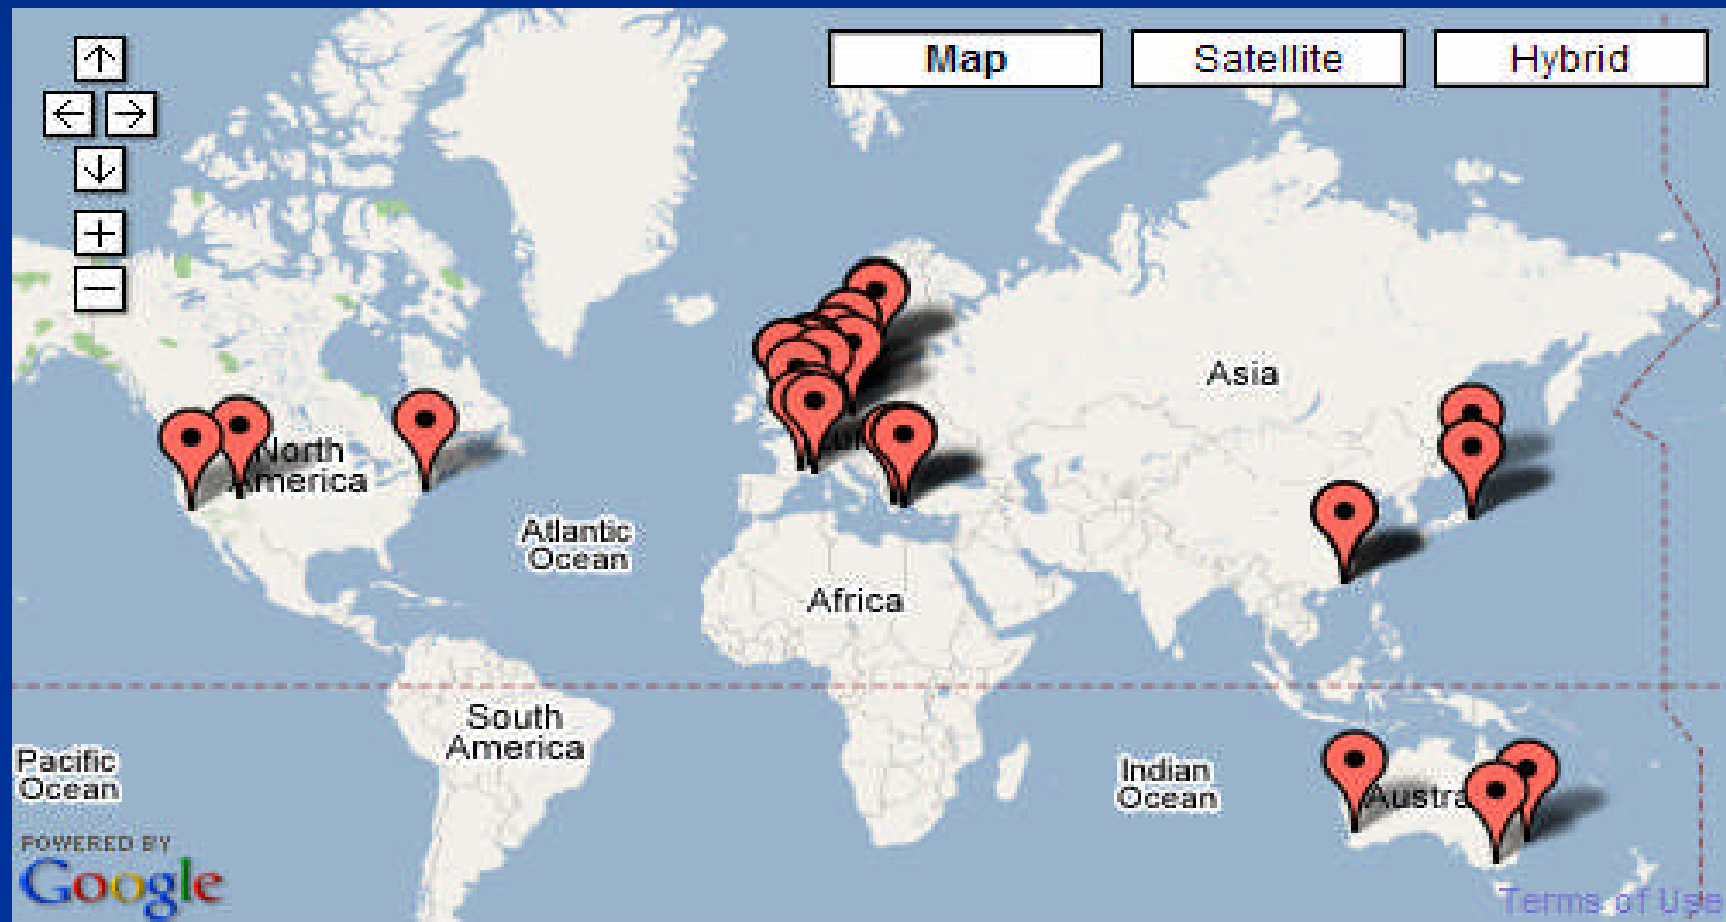 Map
Satellite
Hybrid
Asia
North
America
Atlantic
Ocean
Africa
South
America
Pacific
Ocean
Indian
Ocean
Austra
POWERED BY
Google
Terms of Use